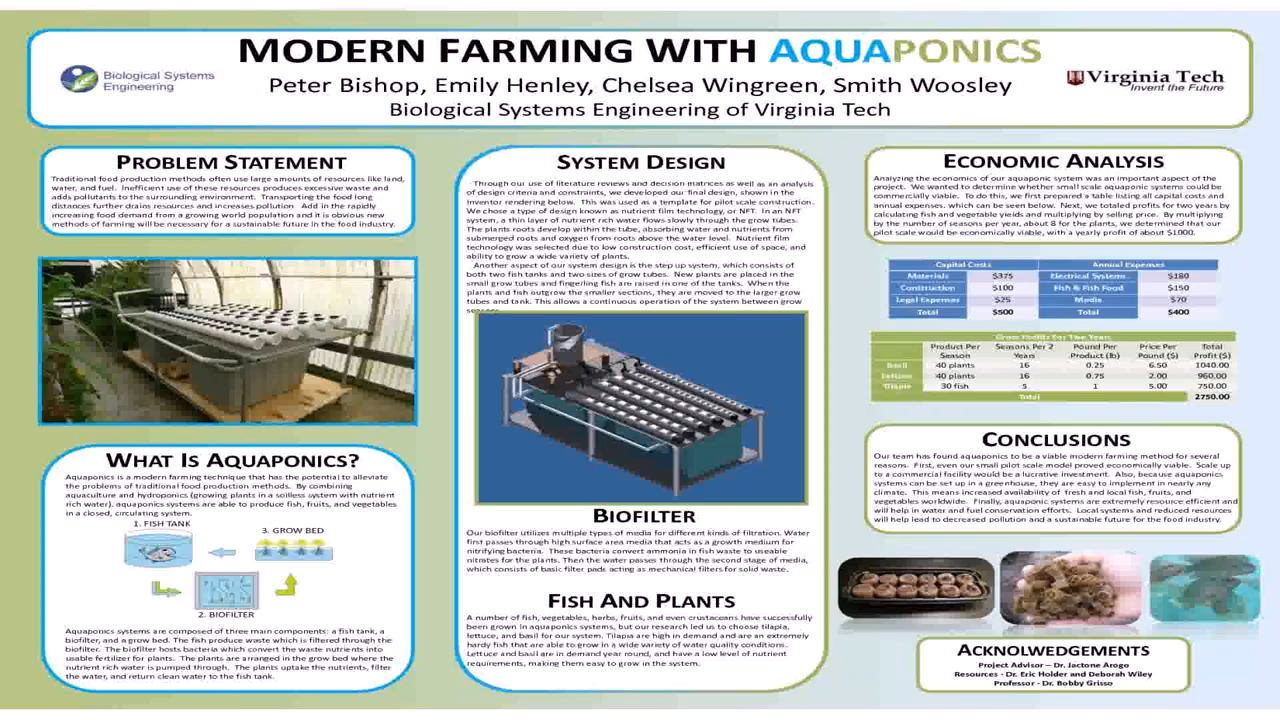 MODERN FARMING WITH AQUAPONICS
Peter Bishop, Emily Henley, Chelsea Wingreen, Smith Woosley
Biological Systems Engineering of Virginia Tech
Biological Systems
Engineering
Virginia Tech
Invent the Future
PROBLEM STATEMENT
Traditional food production methods often use large amounts of resources like land,
water, and fuel. Inefficient use of these resources produces excessive waste and
adds pollutants to the surrounding environment. Transporting the food long
distances further drains resources and increases pollution Add in the rapidly
increasing food demand from a growing world population and it is obvious new
methods of farming will be necessary for a sustainable future in the food industry.
WHAT IS AQUAPONICS?
Aquaponics is a modern farming technique that has the potential to alleviate
the problems of traditional food production methods. By combining
aquaculture and hydroponics (growing plants in a soilless system with nutrient
rich water), aquaponics systems are able to produce fish, fruits, and vegetables
in a closed, circulating system.
1. FISH TANK
3. GROW BED
2. BIOFILTER
Aquaponics systems are composed of three main components: a fish tank, a
biofilter, and a grow bed. The fish produce waste which is filtered through the
biofilter. The biofilter hosts bacteria which convert the waste nutrients into
usable fertilizer for plants. The plants are arranged in the grow bed where the
nutrient rich water is pumped through. The plants uptake the nutrients, filter
the water, and return clean water to the fish tank.
SYSTEM DESIGN
Through our use of literature reviews and decision matrices as well as an analysis
of design criteria and constraints, we developed our final design, shown in the
Inventor rendering below. This was used as a template for pilot scale construction.
We chose a type of design known as nutrient film technology, or NFT. In an NFT
system, a thin layer of nutrient rich water flows slowly through the grow tubes.
The plants roots develop within the tube, absorbing water and nutrients from
submerged roots and oxygen from roots above the water level. Nutrient film
technology was selected due to low construction cost, efficient use of space, and
ability to grow a wide variety of plants.
Another aspect of our system design is the step up system, which consists of
both two fish tanks and two sizes of grow tubes. New plants are placed in the
small grow tubes and fingerling fish are raised in one of the tanks. When the
plants and fish outgrow the smaller sections, they are moved to the larger grow
tubes and tank. This allows a continuous operation of the system between grow
BIOFILTER
Our biofilter utilizes multiple types of media for different kinds of filtration. Water
first passes through high surface area media that acts as a growth medium for
nitrifying bacteria. These bacteria convert ammonia in fish waste to useable
nitrates for the plants. Then the water passes through the second stage of media,
which consists of basic filter pads acting as mechanical filters for solid waste.
FISH AND PLANTS
A number of fish, vegetables, herbs, fruits, and even crustaceans have successfully
been grown in aquaponics systems, but our research led us to choose tilapia,
lettuce, and basil for our system. Tilapa are high in demand and are an extremely
hardy fish that are able to grow in a wide variety of water quality conditions.
Lettuce and basil are in demand year round, and have a low level of nutrient
requirements, making them easy to grow in the system.
ECONOMIC ANALYSIS
Analyzing the economics of our aquaponic system was an important aspect of the
project. We wanted to determine whether small scale aquaponic systems could be
commercially viable. To do this, we first prepared a table listing all capital costs and
annual expenses, which can be seen below. Next, we totaled profits for two years by
calculating fish and vegetable yields and multiplying by selling price. By multiplying
by the number of seasons per year, about 8 for the plants, we determined that our
pilot scale would be economically viable, with a yearly profit of about $1000.
Capital Costs Annual Expenses
Materials $375 Electrical Systems $180
Construction $100 Fish & Fish Food $150
Legal Expenses $25 Media $70
Total $500 Total $400
Gross Profits For Two Years
Product Per Season Seasons Per 2 Years Pound Per Product (lb) Price Per Pound ($) Total Profit ($)
Basil 40 plants 16 0.25 6.50 1040.00
Lettuce 40 plants 16 0.75 2.00 960.00
Tilapia 30 fish 5 1 5.00 750.00
Total 2750.00
CONCLUSIONS
Our team has found aquaponics to be a viable modern farming method for several
reasons. First, even our small pilot scale model proved economically viable. Scale up
to a commercial facility would be a lucrative investment. Also, because aquaponics
systems can be set up in a greenhouse, they are easy to implement in nearly any
climate. This means increased availability of fresh and local fish, fruits, and
vegetables worldwide. Finally, aquaponic systems are extremely resource efficient and
will help in water and fuel conservation efforts. Local systems and reduced resources
will help lead to decreased pollution and a sustainable future for the food industry.
ACKNLWEDGEMENTS
Project Advisor – Dr. Jactone Arogo
Resources - Dr. Eric Holder and Deborah Wiley
Professor - Dr. Bobby Grisso